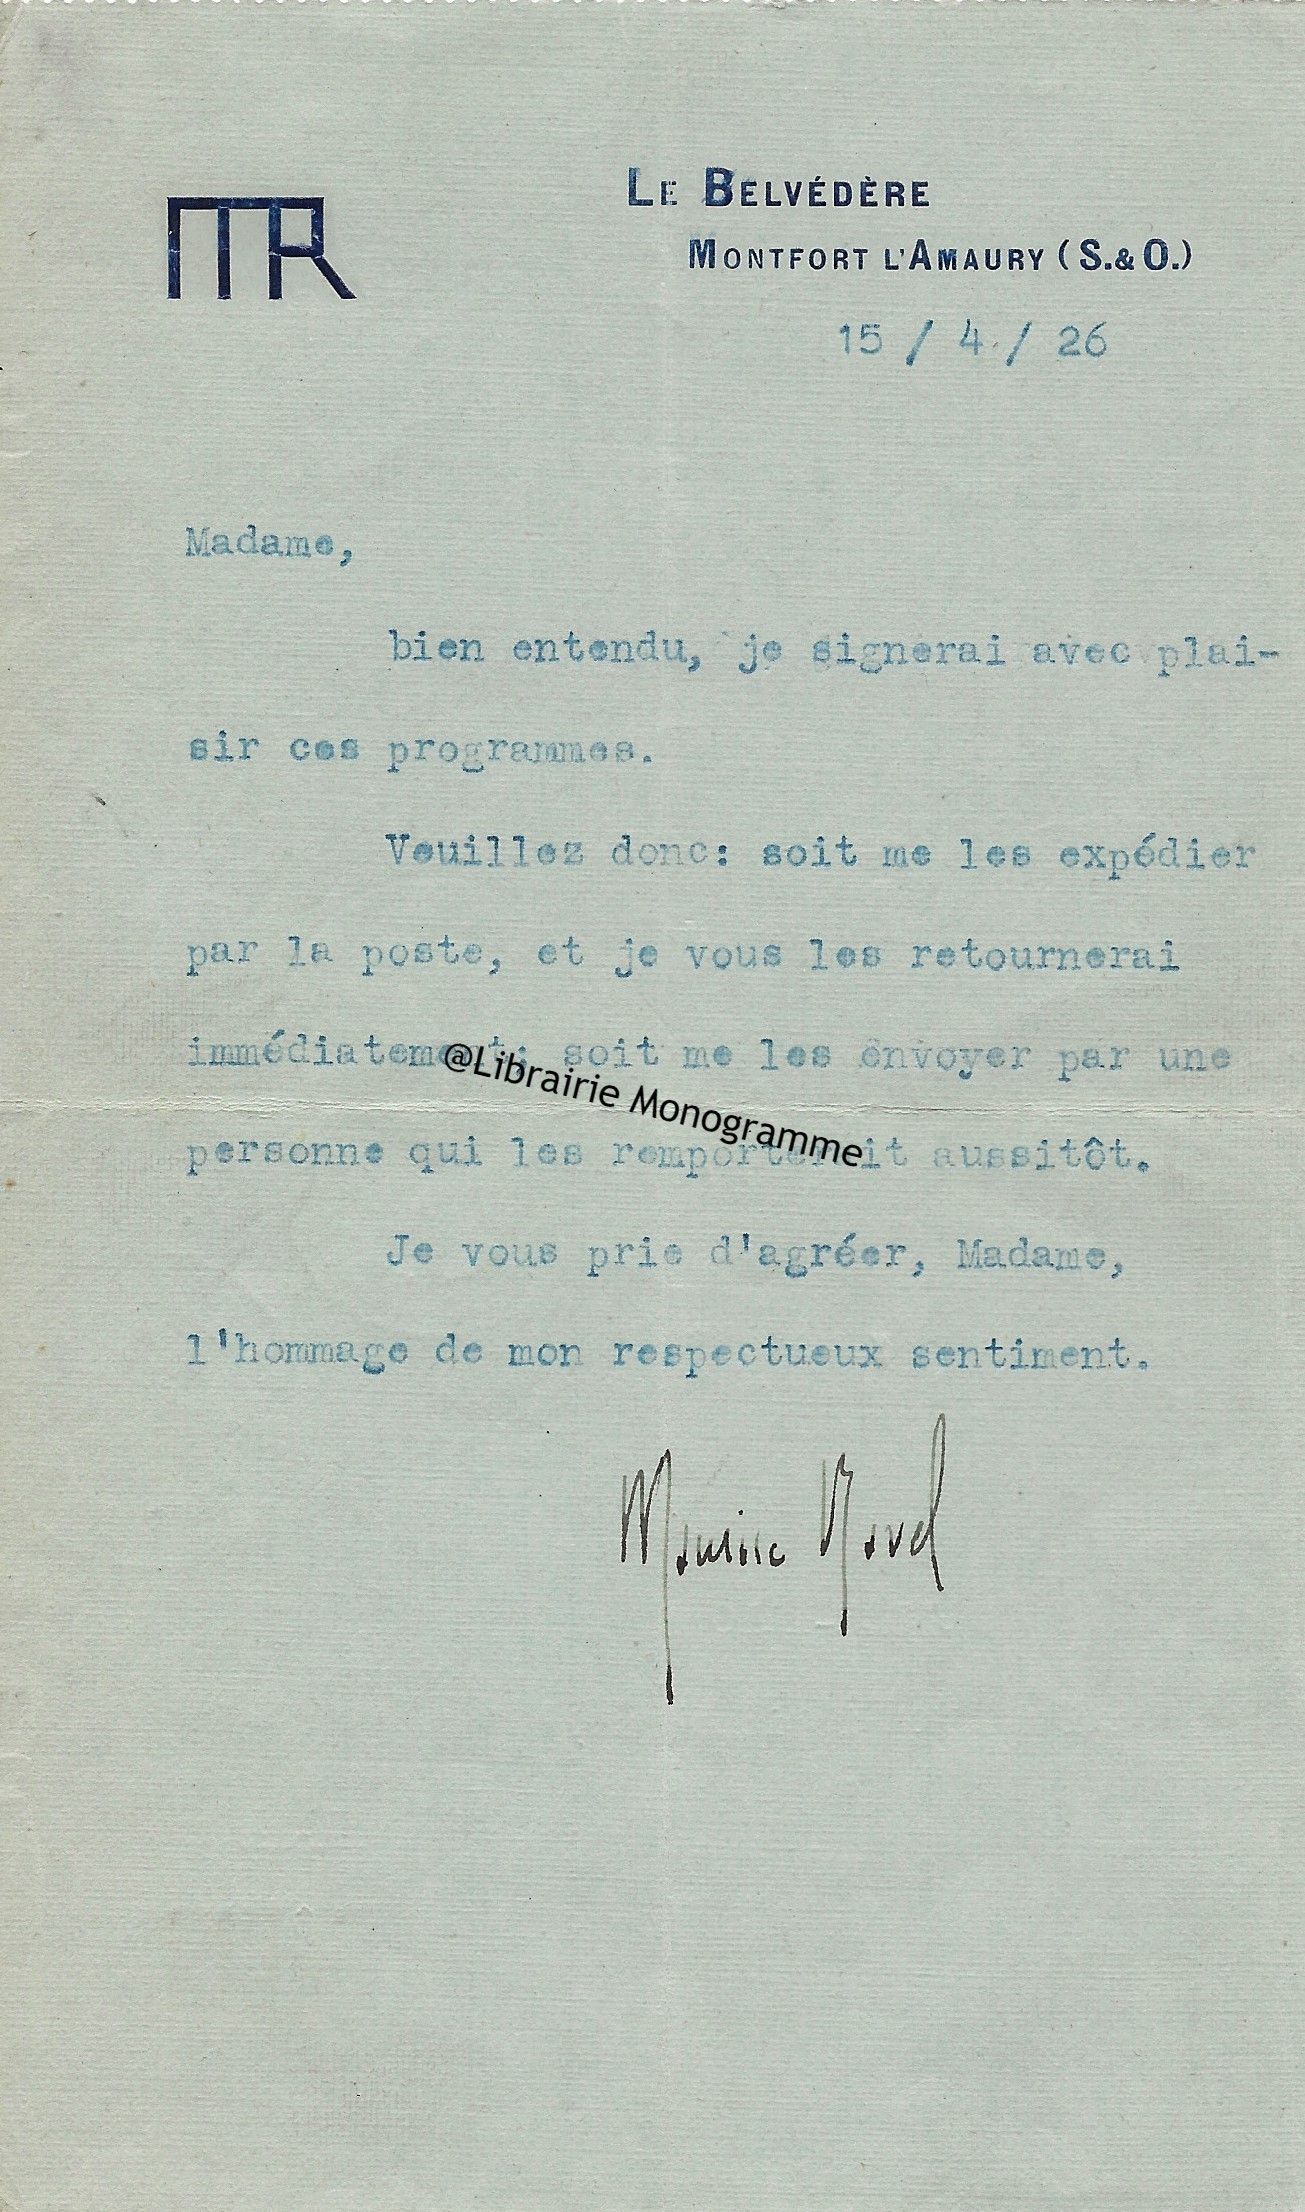 MR
LE BELVÉDÈRE
MONTFORT L'AMAURY (S.&O.)
15 / 4 / 26
Madame,
bien entendu, je signerai avec plai-
sir ces programmes.
Veuillez donc: soit me les expédier
par la poste, et je vous les retournerai
immédiatement; soit me les envoyer par une
@Librairie Monogramme
personne qui les remporterait aussitôt.
Je vous prie d'agréer, Madame,
l'hommage de mon respectueux sentiment.
Maurice Ravel